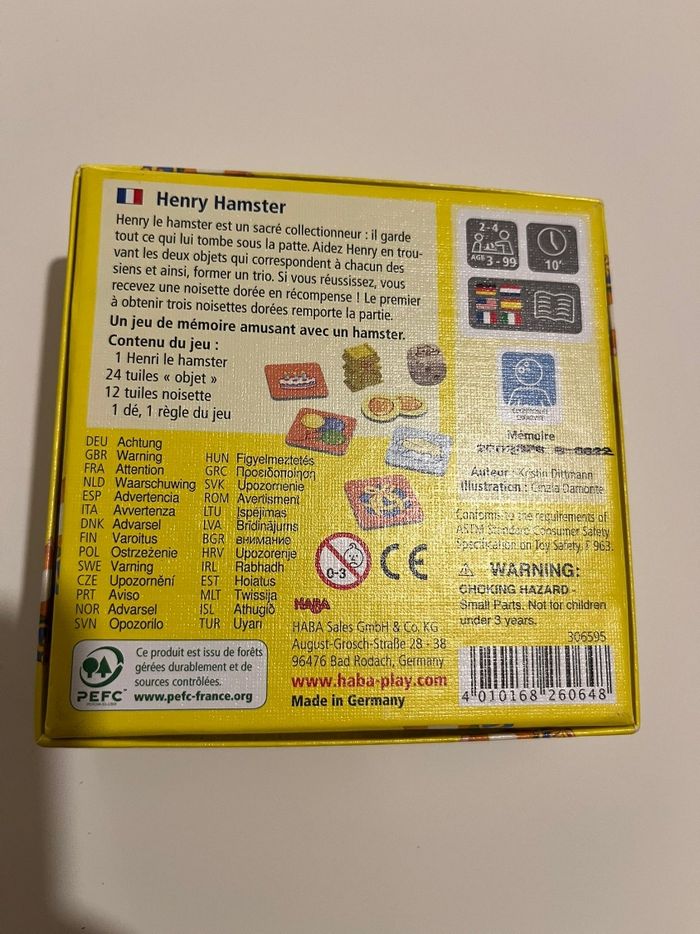 Henry Hamster
Henry le hamster est un sacré collectionneur : il garde
tout ce qui lui tombe sous la patte. Aidez Henry en trou-
vant les deux objets qui correspondent à chacun des
siens et ainsi, former un trio. Si vous réussissez, vous
recevez une noisette dorée en récompense ! Le premier
à obtenir trois noisettes dorées remporte la partie.
Un jeu de mémoire amusant avec un hamster.
Contenu du jeu :
1 Henri le hamster
24 tuiles « objet »
12 tuiles noisette
1 dé, 1 règle du jeu
2-4
AGE 3-99
10'
Mémoire
Auteur : Kristin Dittmann
Illustration : Cinzia Damonte
Conforms to the requirements of
ASTM Standard Consumer Safety
Specification on Toy Safety, F 963.
WARNING:
CHOKING HAZARD -
Small Parts. Not for children
under 3 years.
306595
4 010168 260648
DEU Achtung
GBR Warning
FRA Attention
NLD Waarschuwing
ESP Advertencia
ITA Avvertenza
DNK Advarsel
FIN Varoitus
POL Ostrzeżenie
SWE Varning
CZE Upozornění
PRT Aviso
NOR Advarsel
SVN Opozorilo
HUN Figyelmeztetés
GRC Προειδοποίηση
SVK Upozornenie
ROM Avertisment
LTU Įspėjimas
LVA Brīdinājums
BGR внимание
HRV Upozorenje
IRL Rabhadh
EST Hoiatus
MLT Twissija
ISL Athugið
TUR Uyari
0-3
CE
HABA
HABA Sales GmbH & Co. KG
August-Grosch-Straße 28 - 38
96476 Bad Rodach, Germany
www.haba-play.com
Made in Germany
PEFC
Ce produit est issu de forêts
gérées durablement et de
sources contrôlées.
www.pefc-france.org